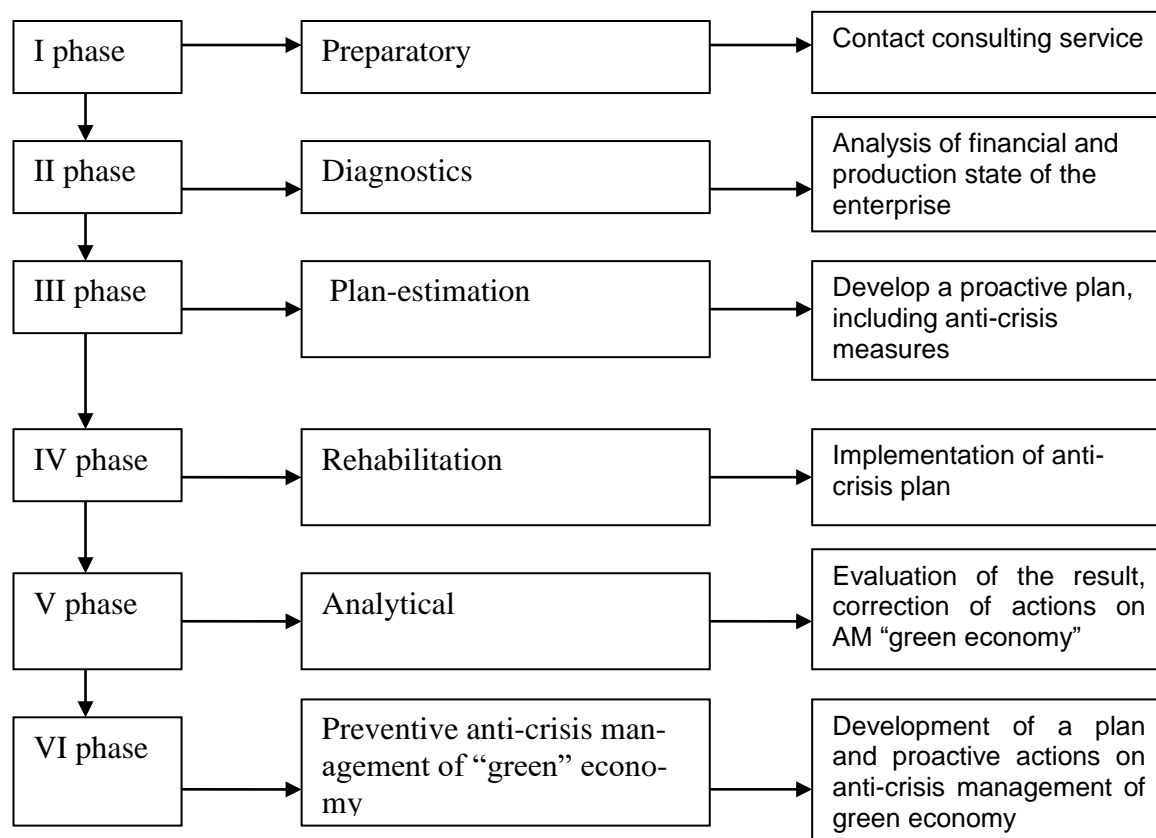 I phase
Preparatory
Contact consulting service
II phase
Diagnostics
Analysis of financial and
production state of the
enterprise
III phase
Plan-estimation
Develop a proactive plan,
including anti-crisis
measures
IV phase
Rehabilitation
Implementation of anti-
crisis plan
V phase
Analytical
Evaluation of the result,
correction of actions on
AM “green economy”
VI phase
Preventive anti-crisis man-
agement of “green” econo-
my
Development of a plan
and proactive actions on
anti-crisis management of
green economy